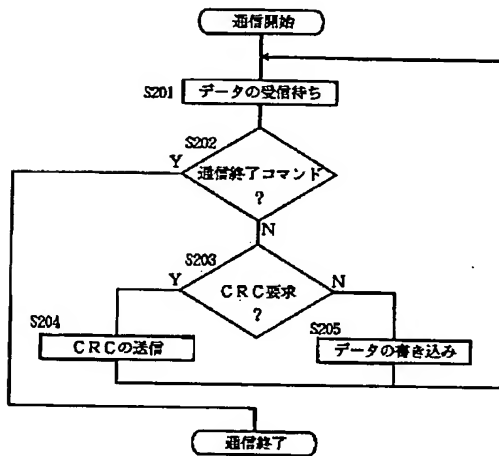 通信開始
S201
データの受信待ち
S202
Y
通信終了コマンド
?
N
S203
Y
N
CRC要求
?
S204
CRCの送信
S205
データの書き込み
通信終了